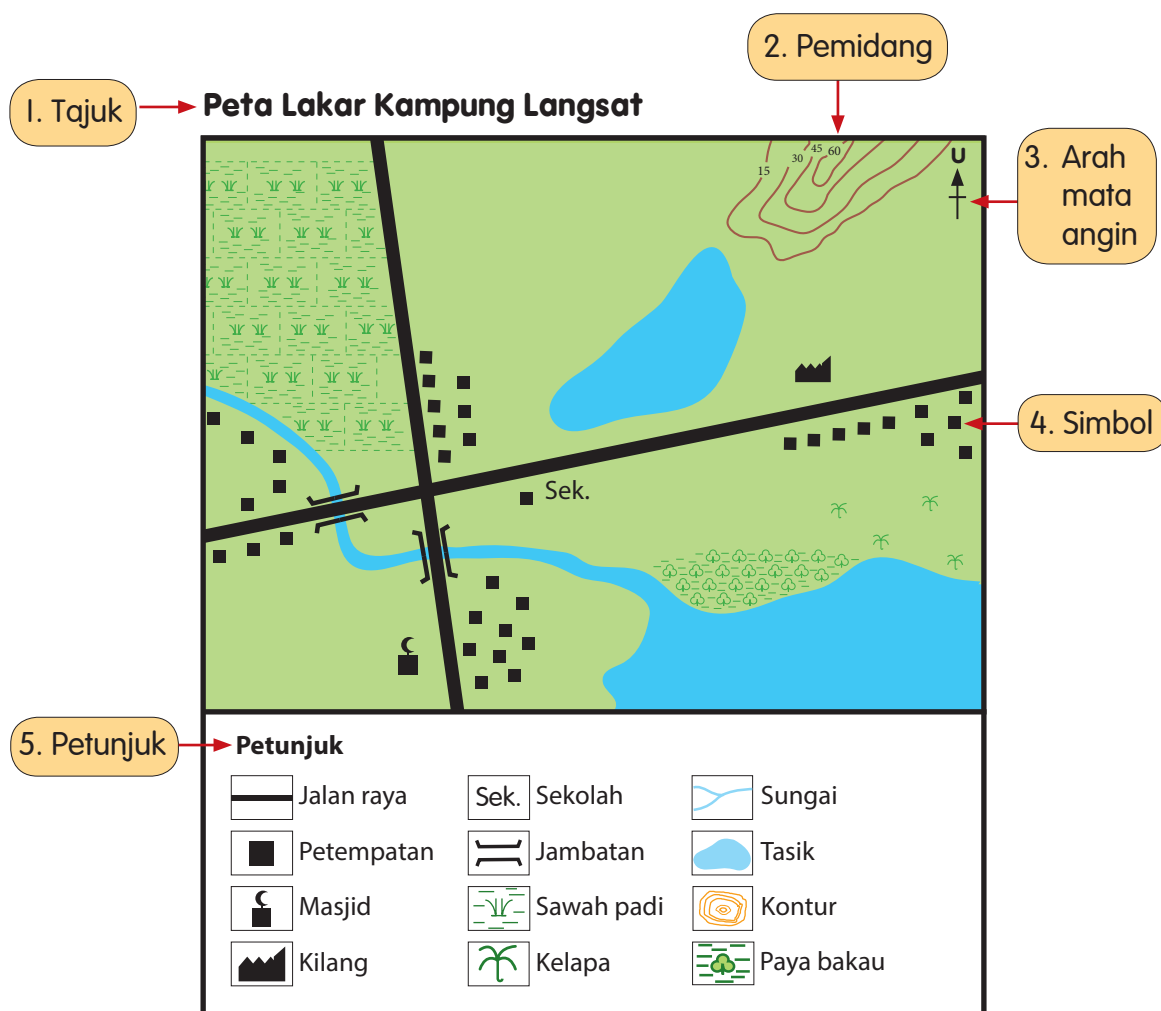 2. Pemidang
1. Tajuk
Peta Lakar Kampung Langsat
3. Arah
mata
angin
15
30
45
60
U
4. Simbol
Sek.
5. Petunjuk
Petunjuk
Jalan raya
Sek. Sekolah
Sungai
Petempatan
Jambatan
Tasik
Masjid
Sawah padi
Kontur
Kilang
Kelapa
Paya bakau